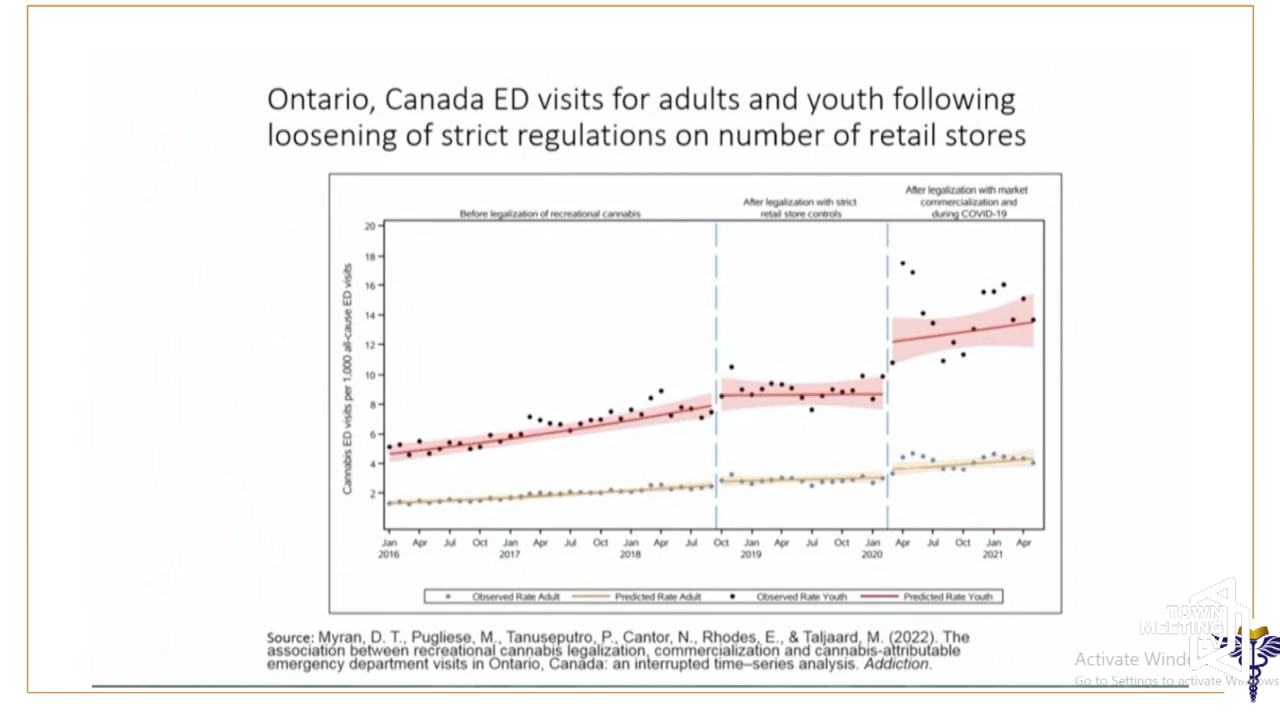 Ontario, Canada ED visits for adults and youth following
loosening of strict regulations on number of retail stores
Before legalization of recreational cannabis
After legalization with strict
retail store controls
After legalization with market
commercialization and
during COVID-19
Cannabis ED visits per 1,000 all-cause ED visits
20
18
16
14
12
10
8
6
4
2
Jan Apr Jul Oct Jan Apr Jul Oct Jan Apr Jul Oct Jan Apr Jul Oct Jan Apr Jul Oct Jan Apr
2016 2017 2018 2019 2020 2021
Observed Rate Adult Predicted Rate Adult Observed Rate Youth Predicted Rate Youth
Source: Myran, D. T., Pugliese, M., Tanuseputro, P., Cantor, N., Rhodes, E., & Taljaard, M. (2022). The
association between recreational cannabis legalization, commercialization and cannabis-attributable
emergency department visits in Ontario, Canada: an interrupted time–series analysis. Addiction.
TOWN
MEETING
Activate Windo
Go to Settings to activate Windows